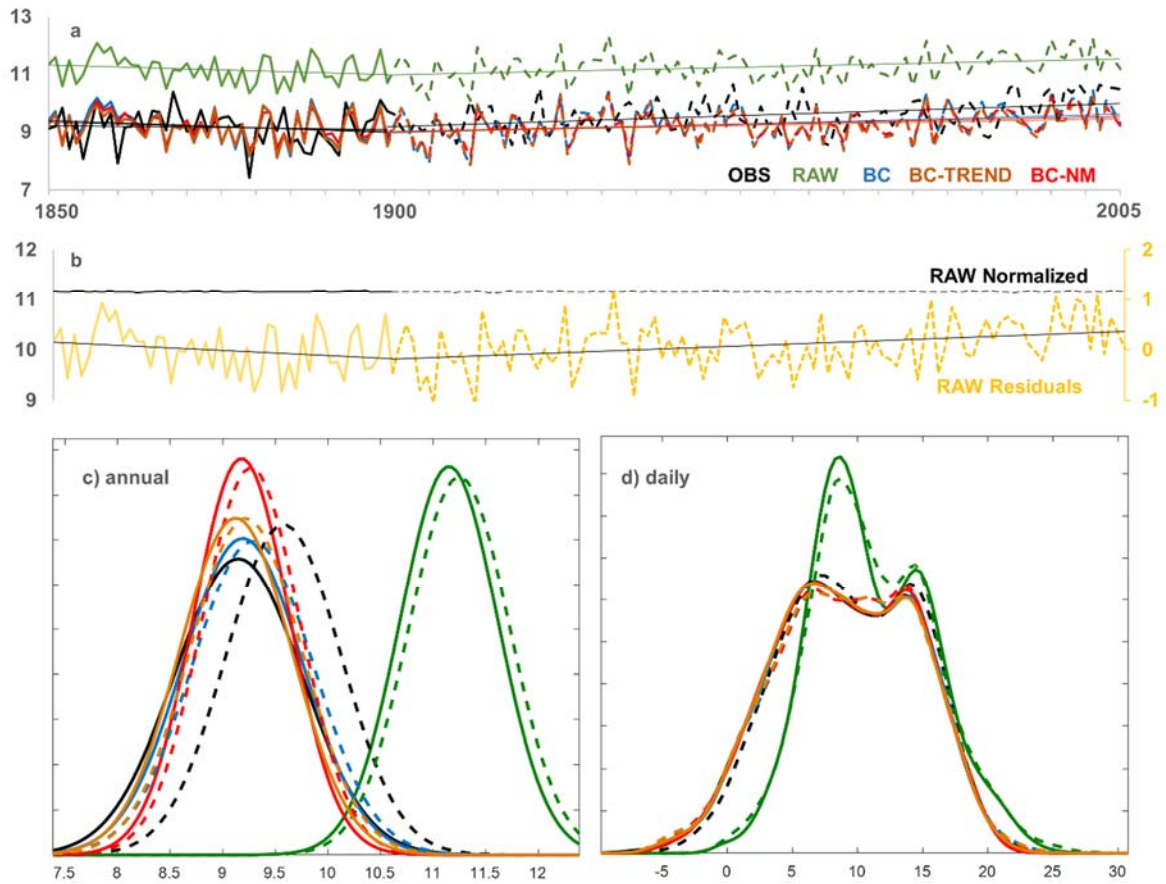 13
a
11
9
7
OBS RAW BC BC-TREND BC-NM
1850 1900 2005
12 2
b
RAW Normalized
11 1
10 0
RAW Residuals
9 -1
c) annual
d) daily
7.5 8 8.5 9 9.5 10 10.5 11 11.5 12
-5 0 5 10 15 20 25 30